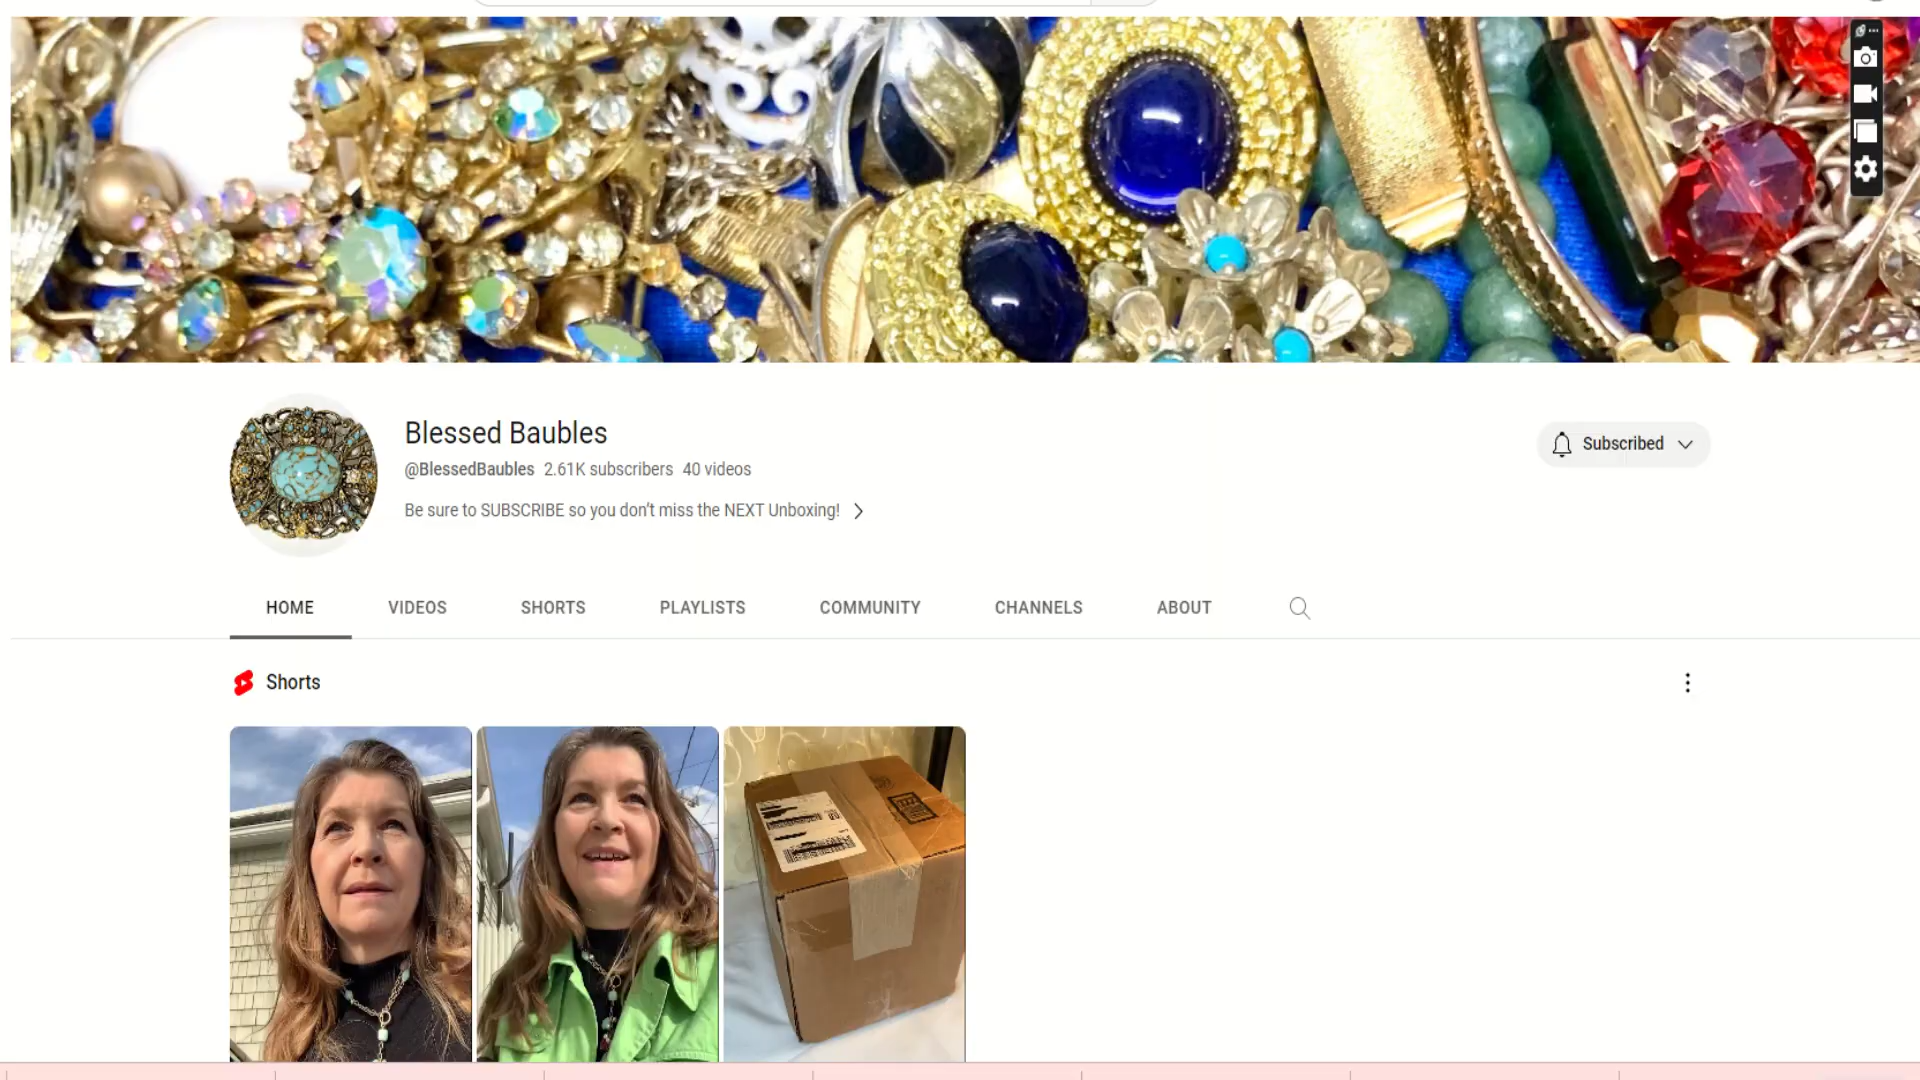 Blessed Baubles
@BlessedBaubles 2.61K subscribers 40 videos
Be sure to SUBSCRIBE so you don't miss the NEXT Unboxing!
Subscribed
HOME VIDEOS SHORTS PLAYLISTS COMMUNITY CHANNELS ABOUT
Shorts